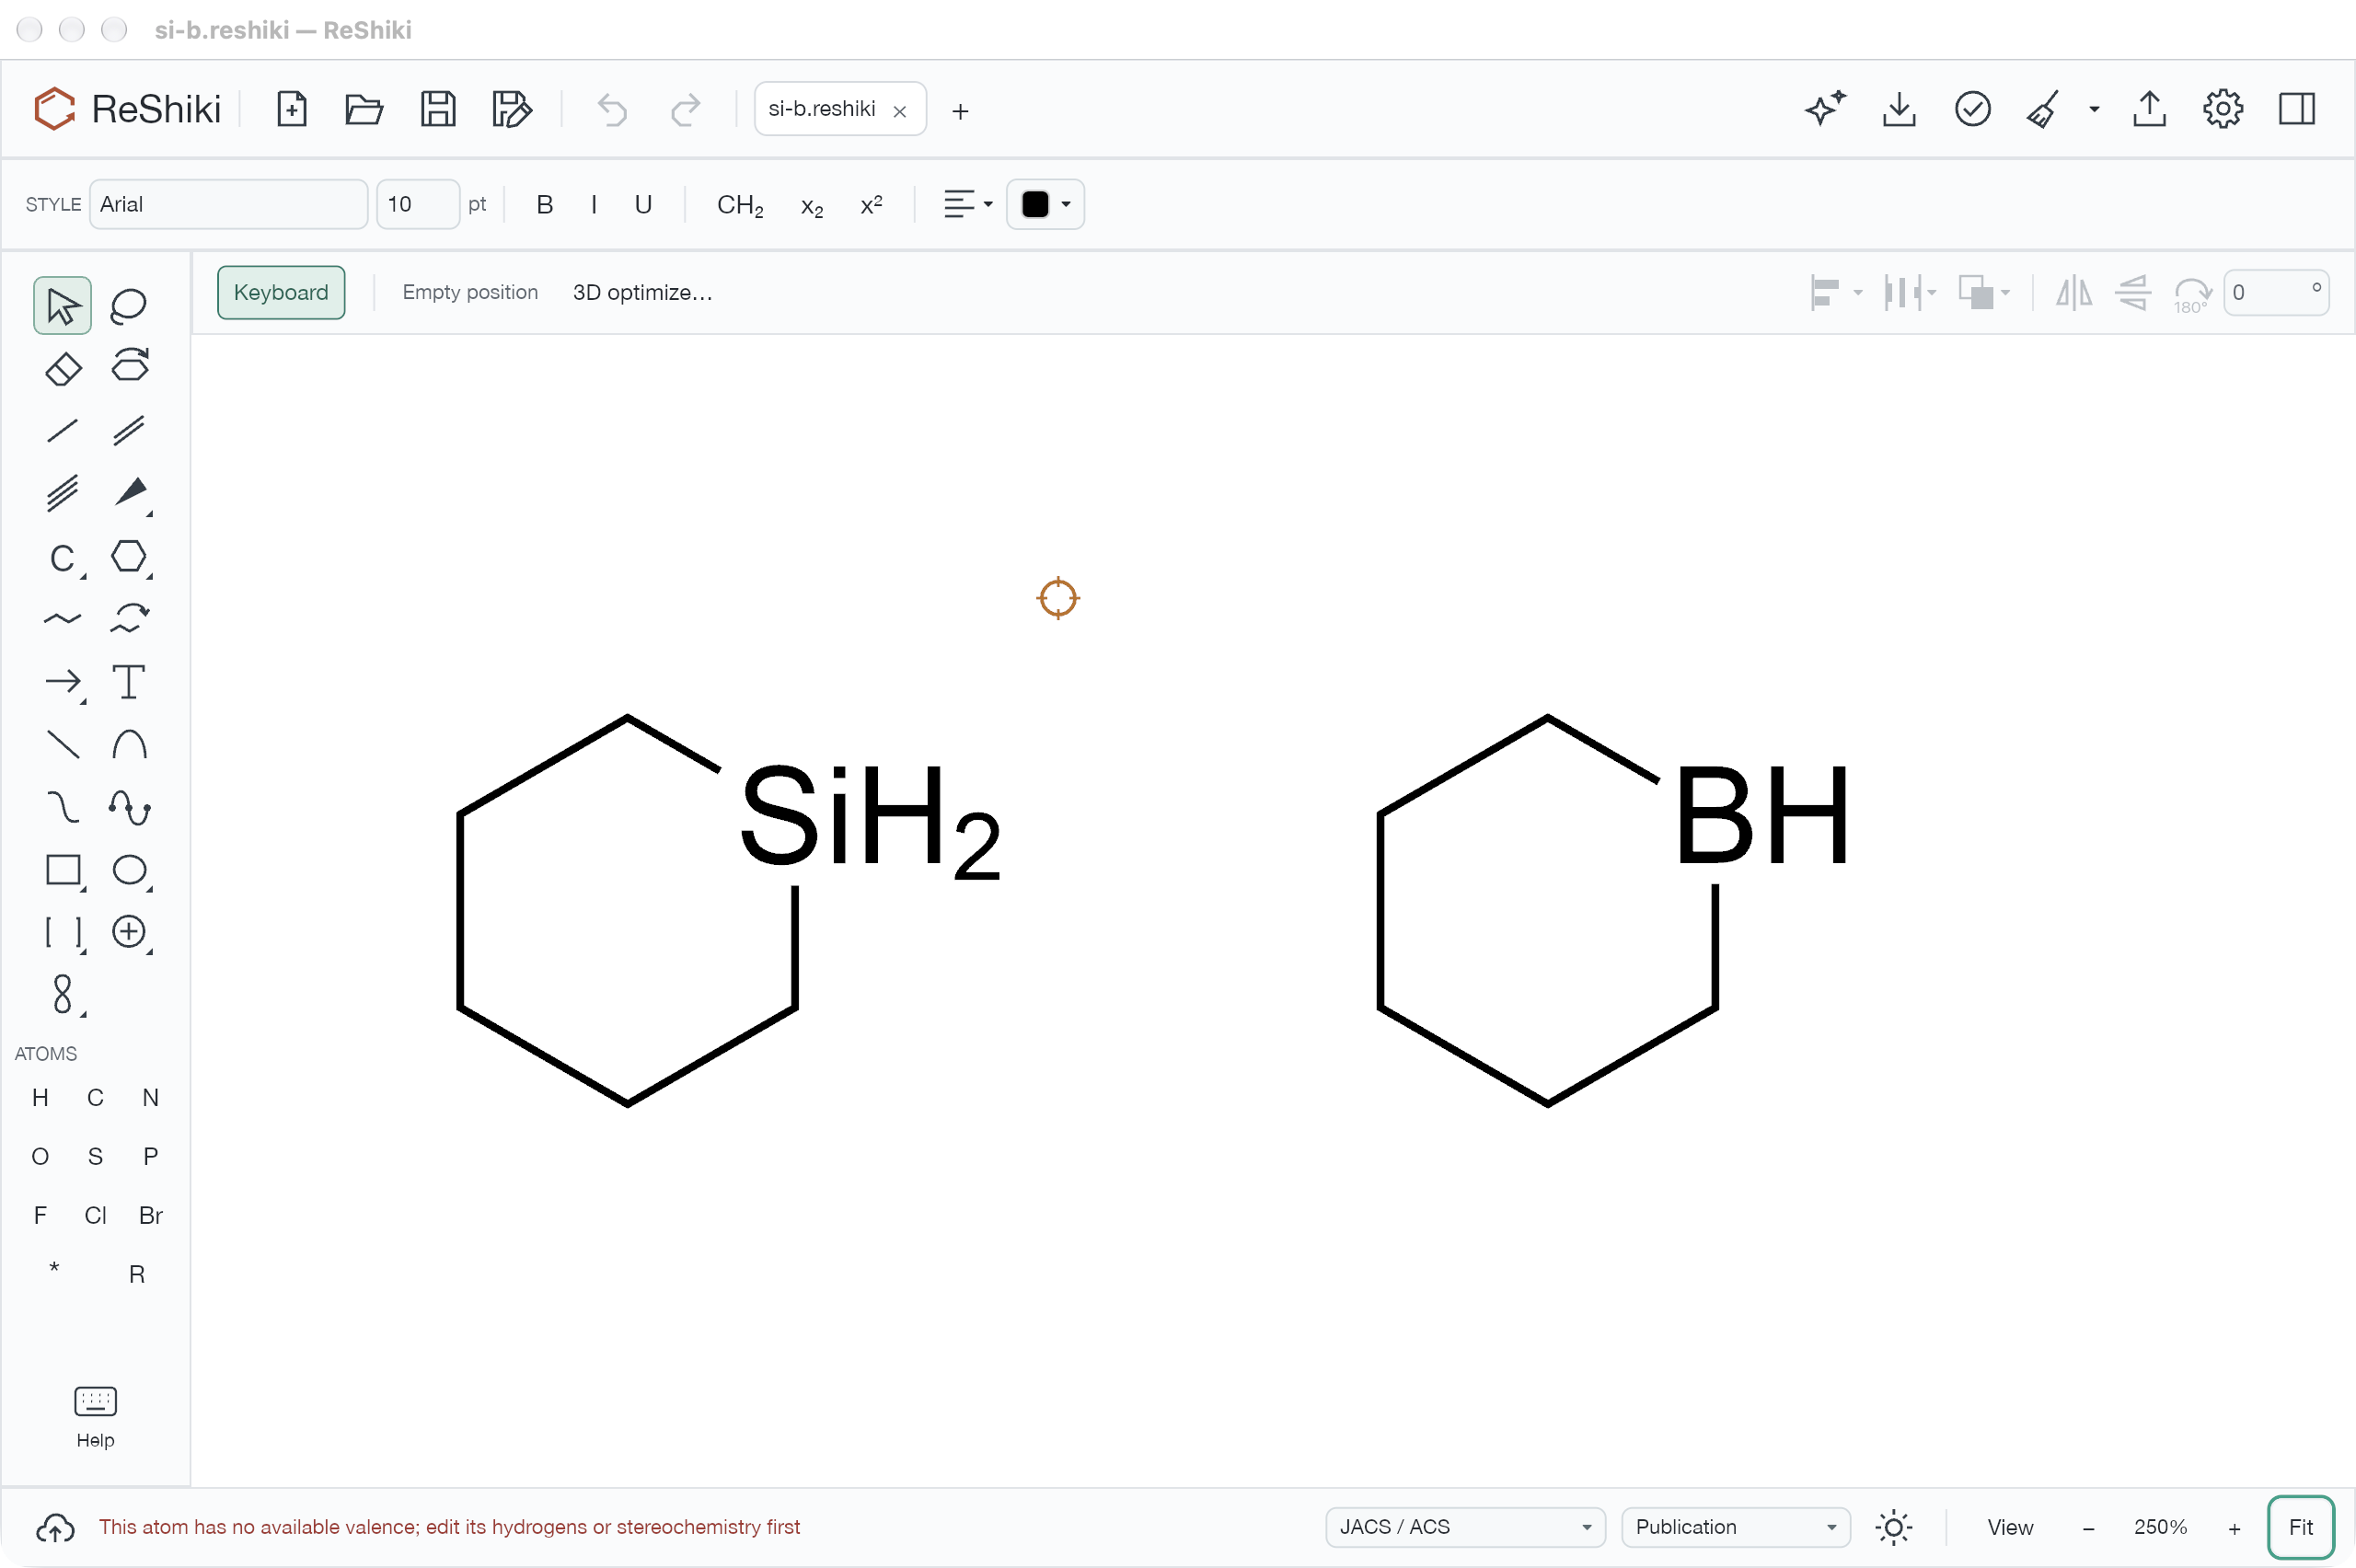 si-b.reshiki — ReShiki
ReShiki
si-b.reshiki × +
STYLE Arial 10 pt B I U CH₂ x₂ x²
Keyboard Empty position 3D optimize... 180° 0 °
C
T
SiH₂ BH
ATOMS
H C N
O S P
F Cl Br
* R
Help
This atom has no available valence; edit its hydrogens or stereochemistry first JACS / ACS Publication View − 250% + Fit